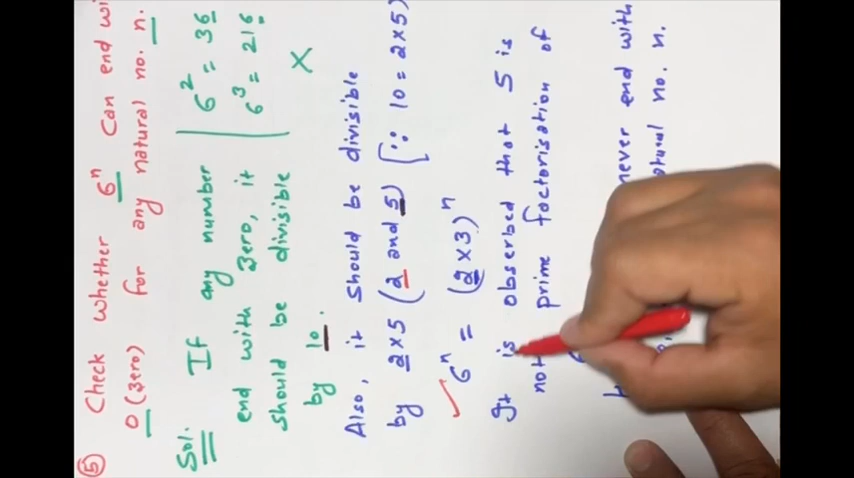 ⑤ Check whether 6ⁿ can end wi
0 (zero) for any natural no. n.
Sol. If any number
end with zero, it
should be divisible
by 10.
6² = 36
6³ = 216
×
Also, it should be divisible
by 2×5 (2 and 5) [∵ 10 = 2×5)
6ⁿ = (2×3)ⁿ
It is observed that 5 is
not prime factorisation of
6
never end with
natural no. n.